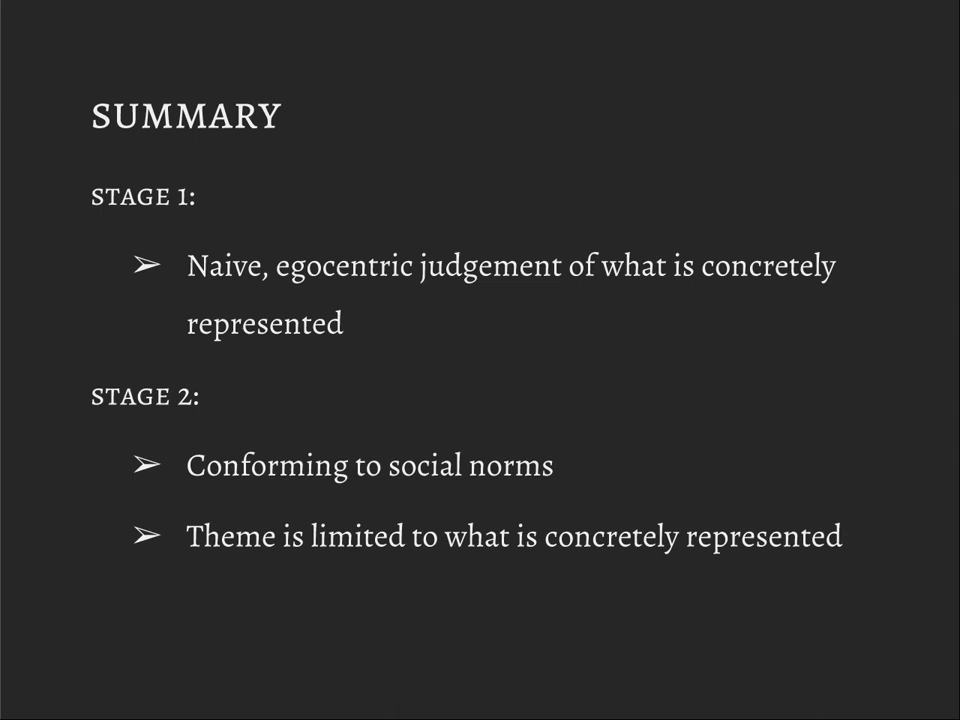 SUMMARY
STAGE 1:
➢ Naive, egocentric judgement of what is concretely
represented
STAGE 2:
➢ Conforming to social norms
➢ Theme is limited to what is concretely represented